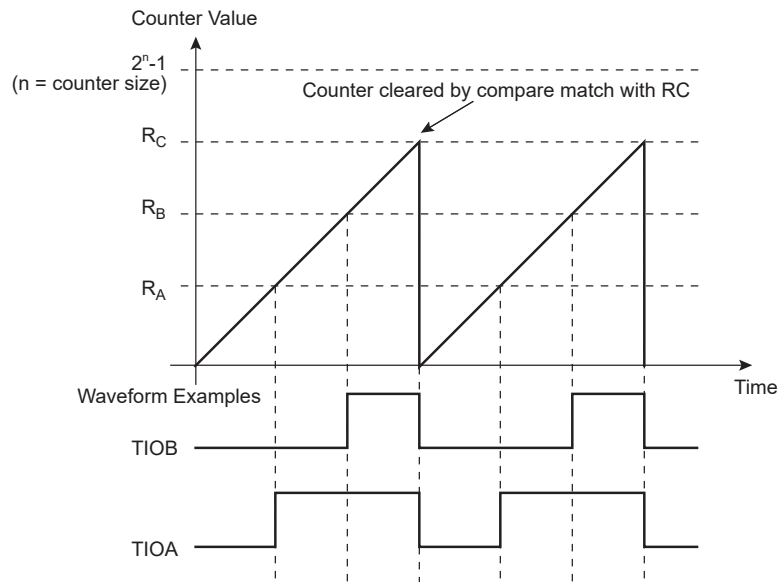 Counter Value
2ⁿ-1
(n = counter size)
Counter cleared by compare match with RC
R_C
R_B
R_A
Time
Waveform Examples
TIOB
TIOA